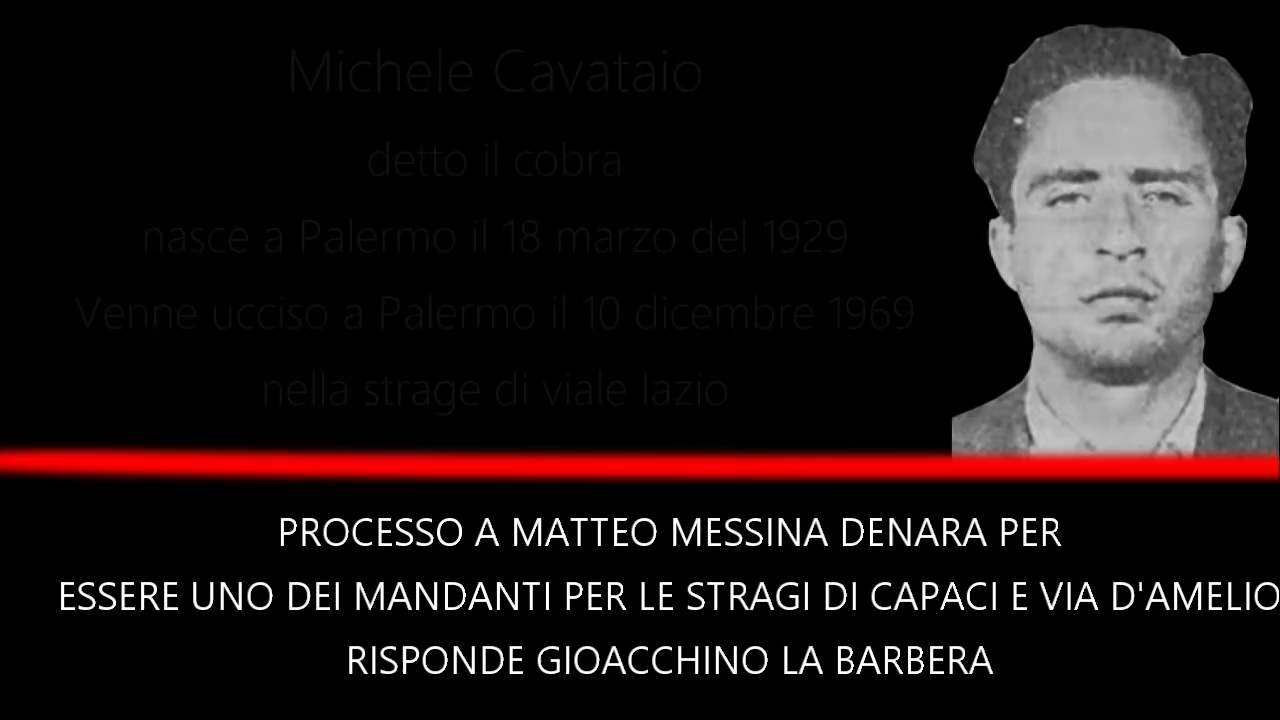 Michele Cavataio
detto il cobra
nasce a Palermo il 18 marzo del 1929
Venne ucciso a Palermo il 10 dicembre 1969
nella strage di viale lazio
PROCESSO A MATTEO MESSINA DENARA PER
ESSERE UNO DEI MANDANTI PER LE STRAGI DI CAPACI E VIA D'AMELIO
RISPONDE GIOACCHINO LA BARBERA